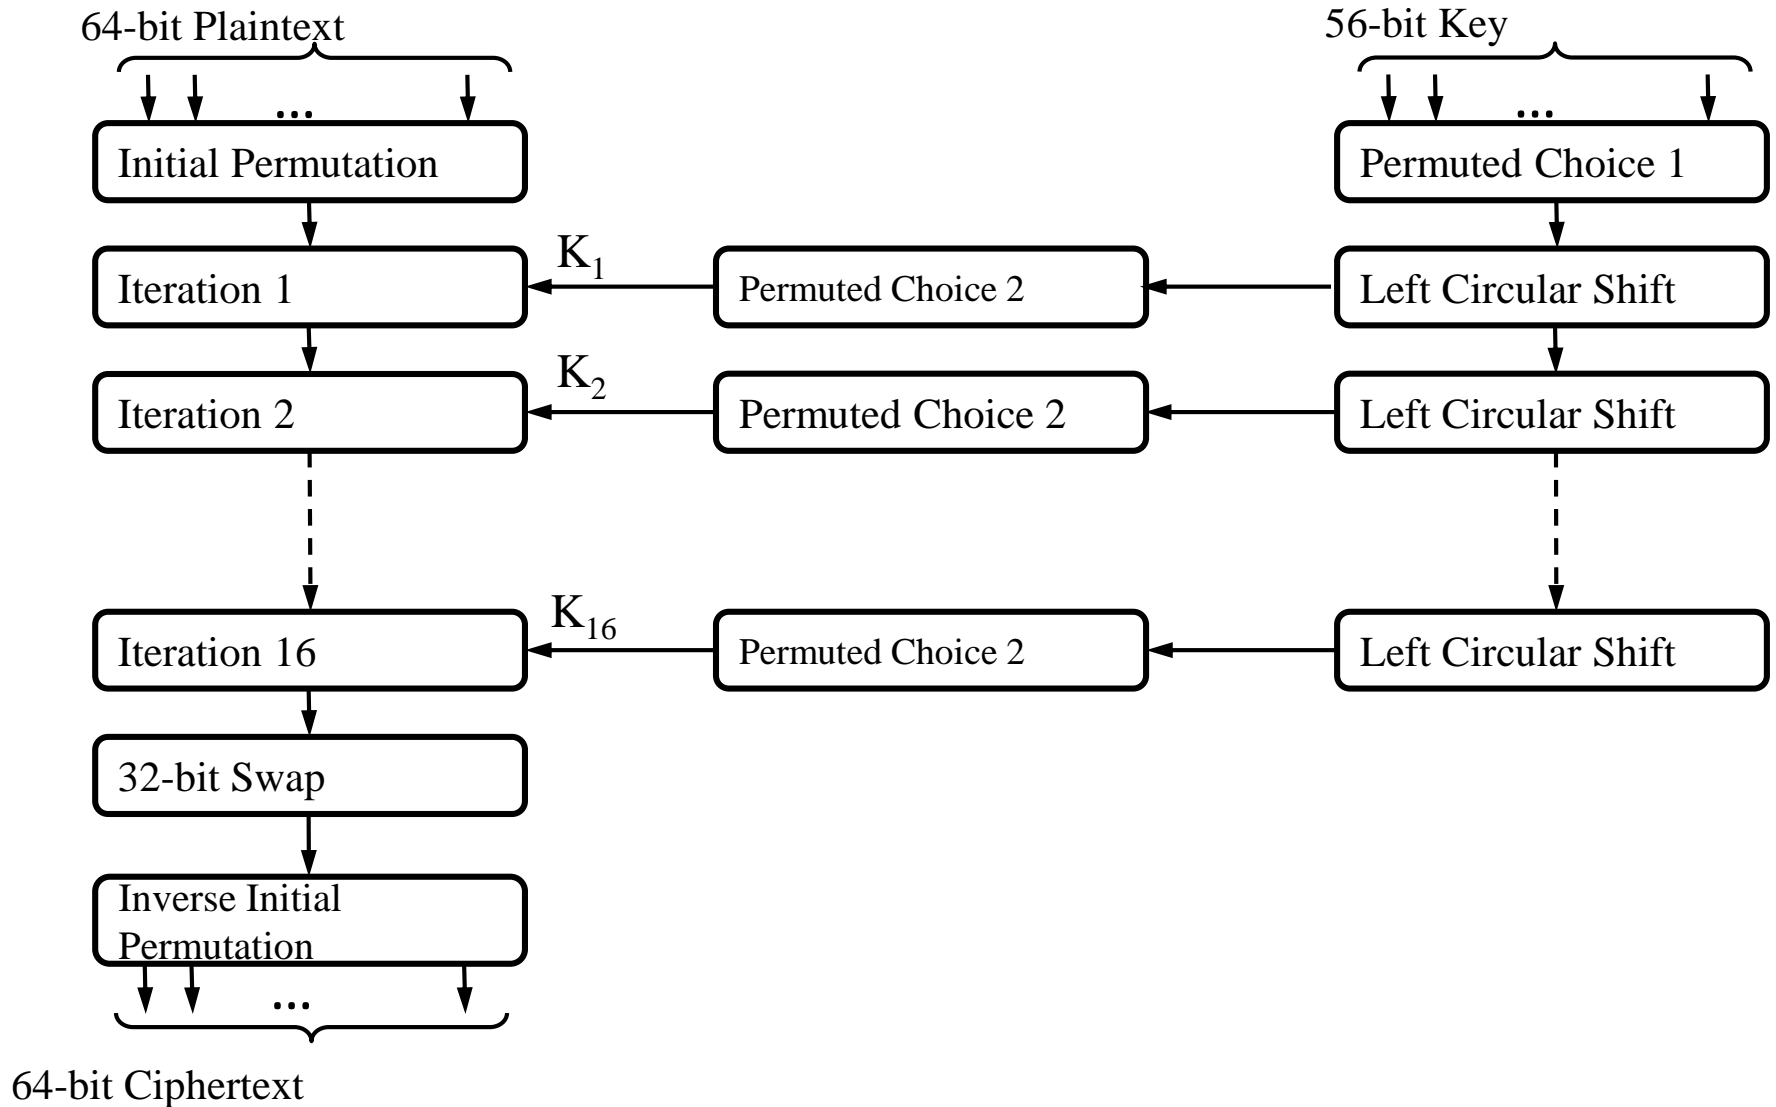 64-bit Plaintext
56-bit Key
...
...
Initial Permutation
Permuted Choice 1
K1
Iteration 1
Permuted Choice 2
Left Circular Shift
K2
Iteration 2
Permuted Choice 2
Left Circular Shift
K16
Iteration 16
Permuted Choice 2
Left Circular Shift
32-bit Swap
Inverse Initial
Permutation
...
64-bit Ciphertext